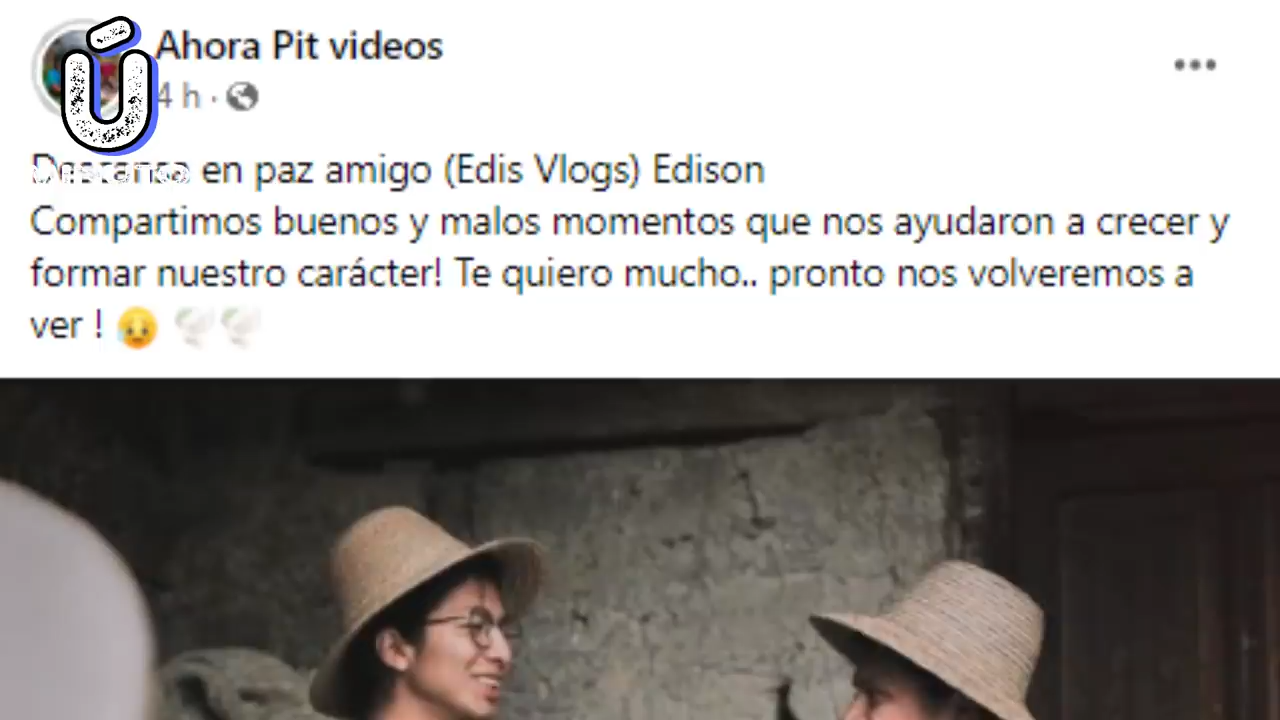 Ú
Ahora Pit videos
4 h ·
Descansa en paz amigo (Edis Vlogs) Edison
Compartimos buenos y malos momentos que nos ayudaron a crecer y
formar nuestro carácter! Te quiero mucho.. pronto nos volveremos a
ver ! 😥 🕊🕊